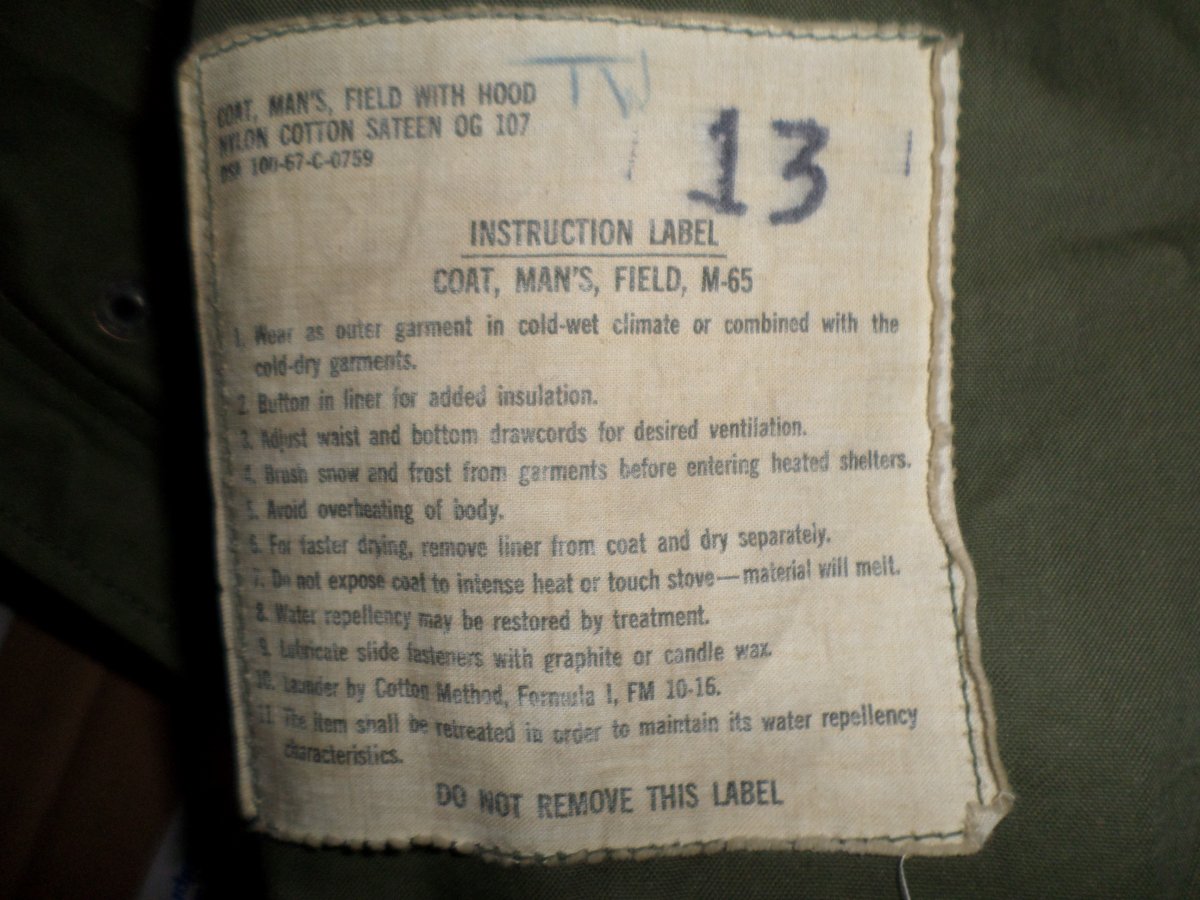 TW
COAT, MAN'S, FIELD WITH HOOD
NYLON COTTON SATEEN OG 107
DSA 100-67-C-0759
13
INSTRUCTION LABEL
COAT, MAN'S, FIELD, M-65
1. Wear as outer garment in cold-wet climate or combined with the
cold-dry garments.
2. Button in liner for added insulation.
3. Adjust waist and bottom drawcords for desired ventilation.
4. Brush snow and frost from garments before entering heated shelters.
5. Avoid overheating of body.
6. For faster drying, remove liner from coat and dry separately.
7. Do not expose coat to intense heat or touch stove—material will melt.
8. Water repellency may be restored by treatment.
9. Lubricate slide fasteners with graphite or candle wax.
10. Launder by Cotton Method, Formula I, FM 10-16.
11. The item shall be retreated in order to maintain its water repellency
characteristics.
DO NOT REMOVE THIS LABEL